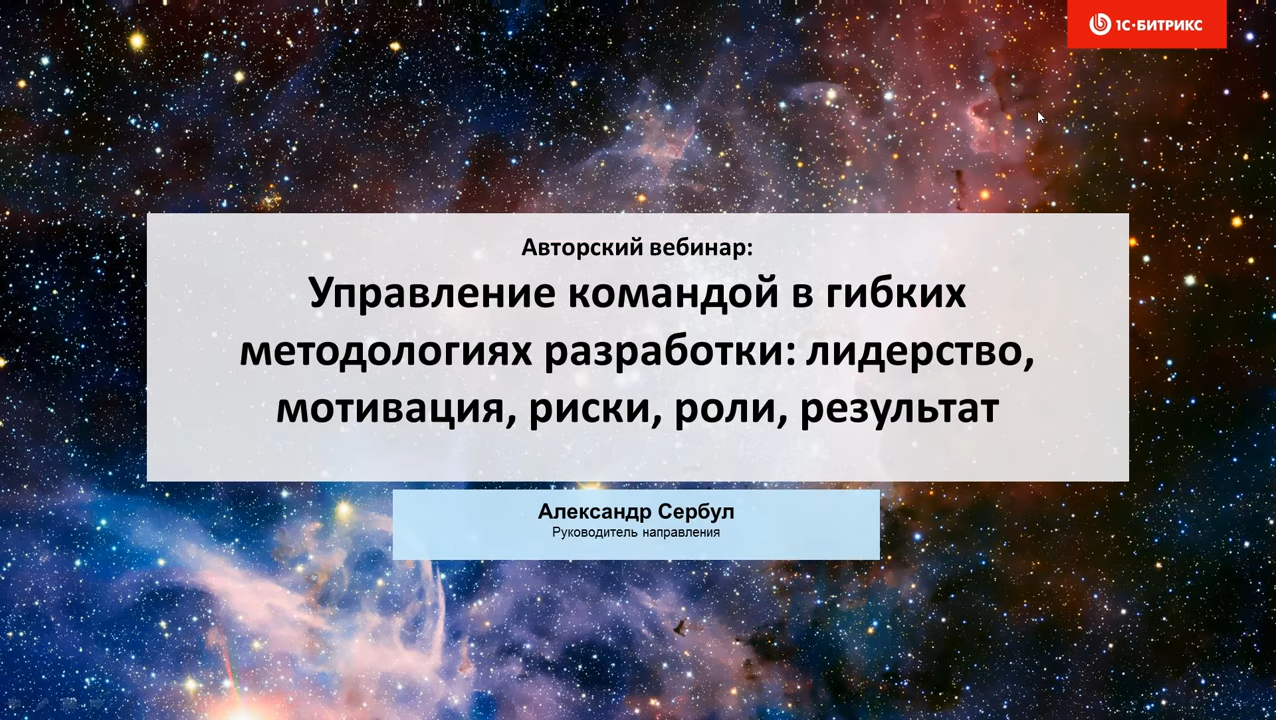 1С·БИТРИКС
Авторский вебинар:
Управление командой в гибких
методологиях разработки: лидерство,
мотивация, риски, роли, результат
Александр Сербул
Руководитель направления